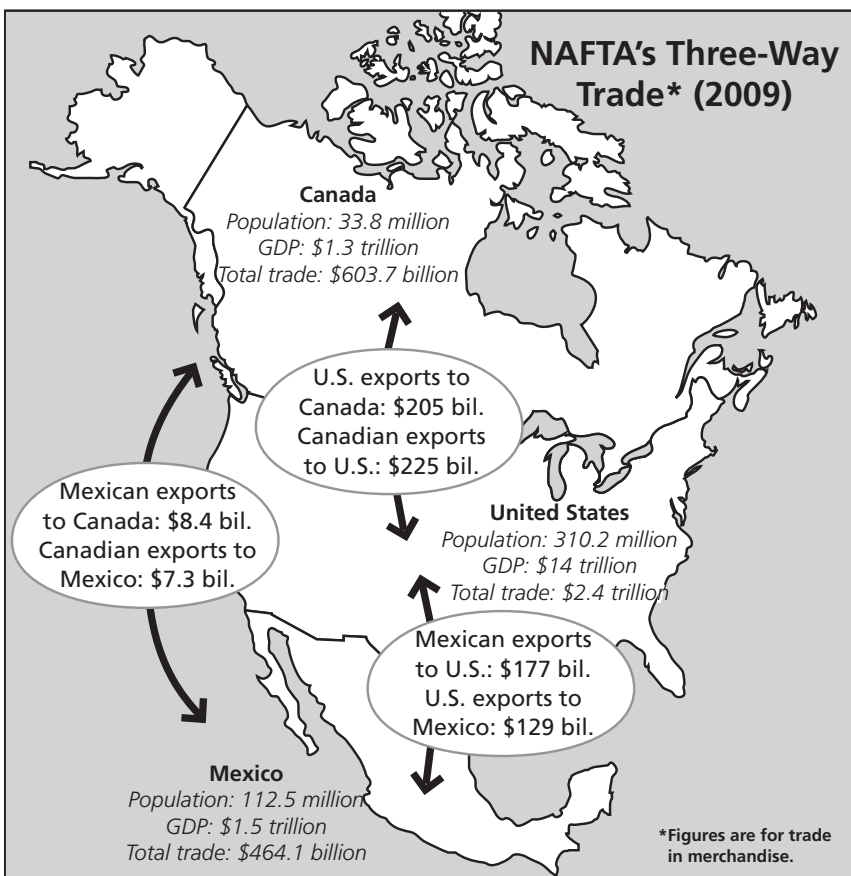 NAFTA's Three-Way
Trade* (2009)
Canada
Population: 33.8 million
GDP: $1.3 trillion
Total trade: $603.7 billion
U.S. exports to
Canada: $205 bil.
Canadian exports
to U.S.: $225 bil.
Mexican exports
to Canada: $8.4 bil.
Canadian exports to
Mexico: $7.3 bil.
United States
Population: 310.2 million
GDP: $14 trillion
Total trade: $2.4 trillion
Mexican exports
to U.S.: $177 bil.
U.S. exports to
Mexico: $129 bil.
Mexico
Population: 112.5 million
GDP: $1.5 trillion
Total trade: $464.1 billion
*Figures are for trade
in merchandise.